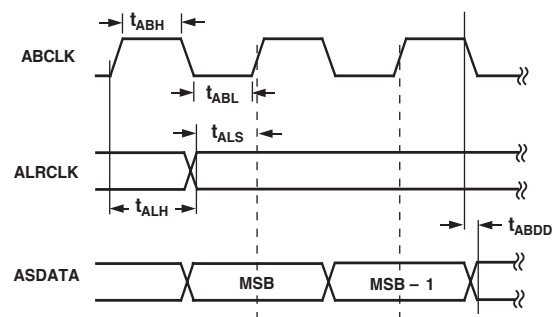 tABH
ABCLK
tABL
tALS
ALRCLK
tALH
tABDD
ASDATA
MSB
MSB – 1